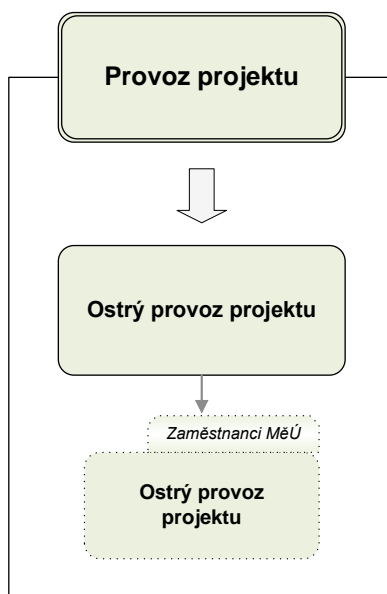 Provoz projektu
Ostrý provoz projektu
Zaměstnanci MěÚ
Ostrý provoz
projektu